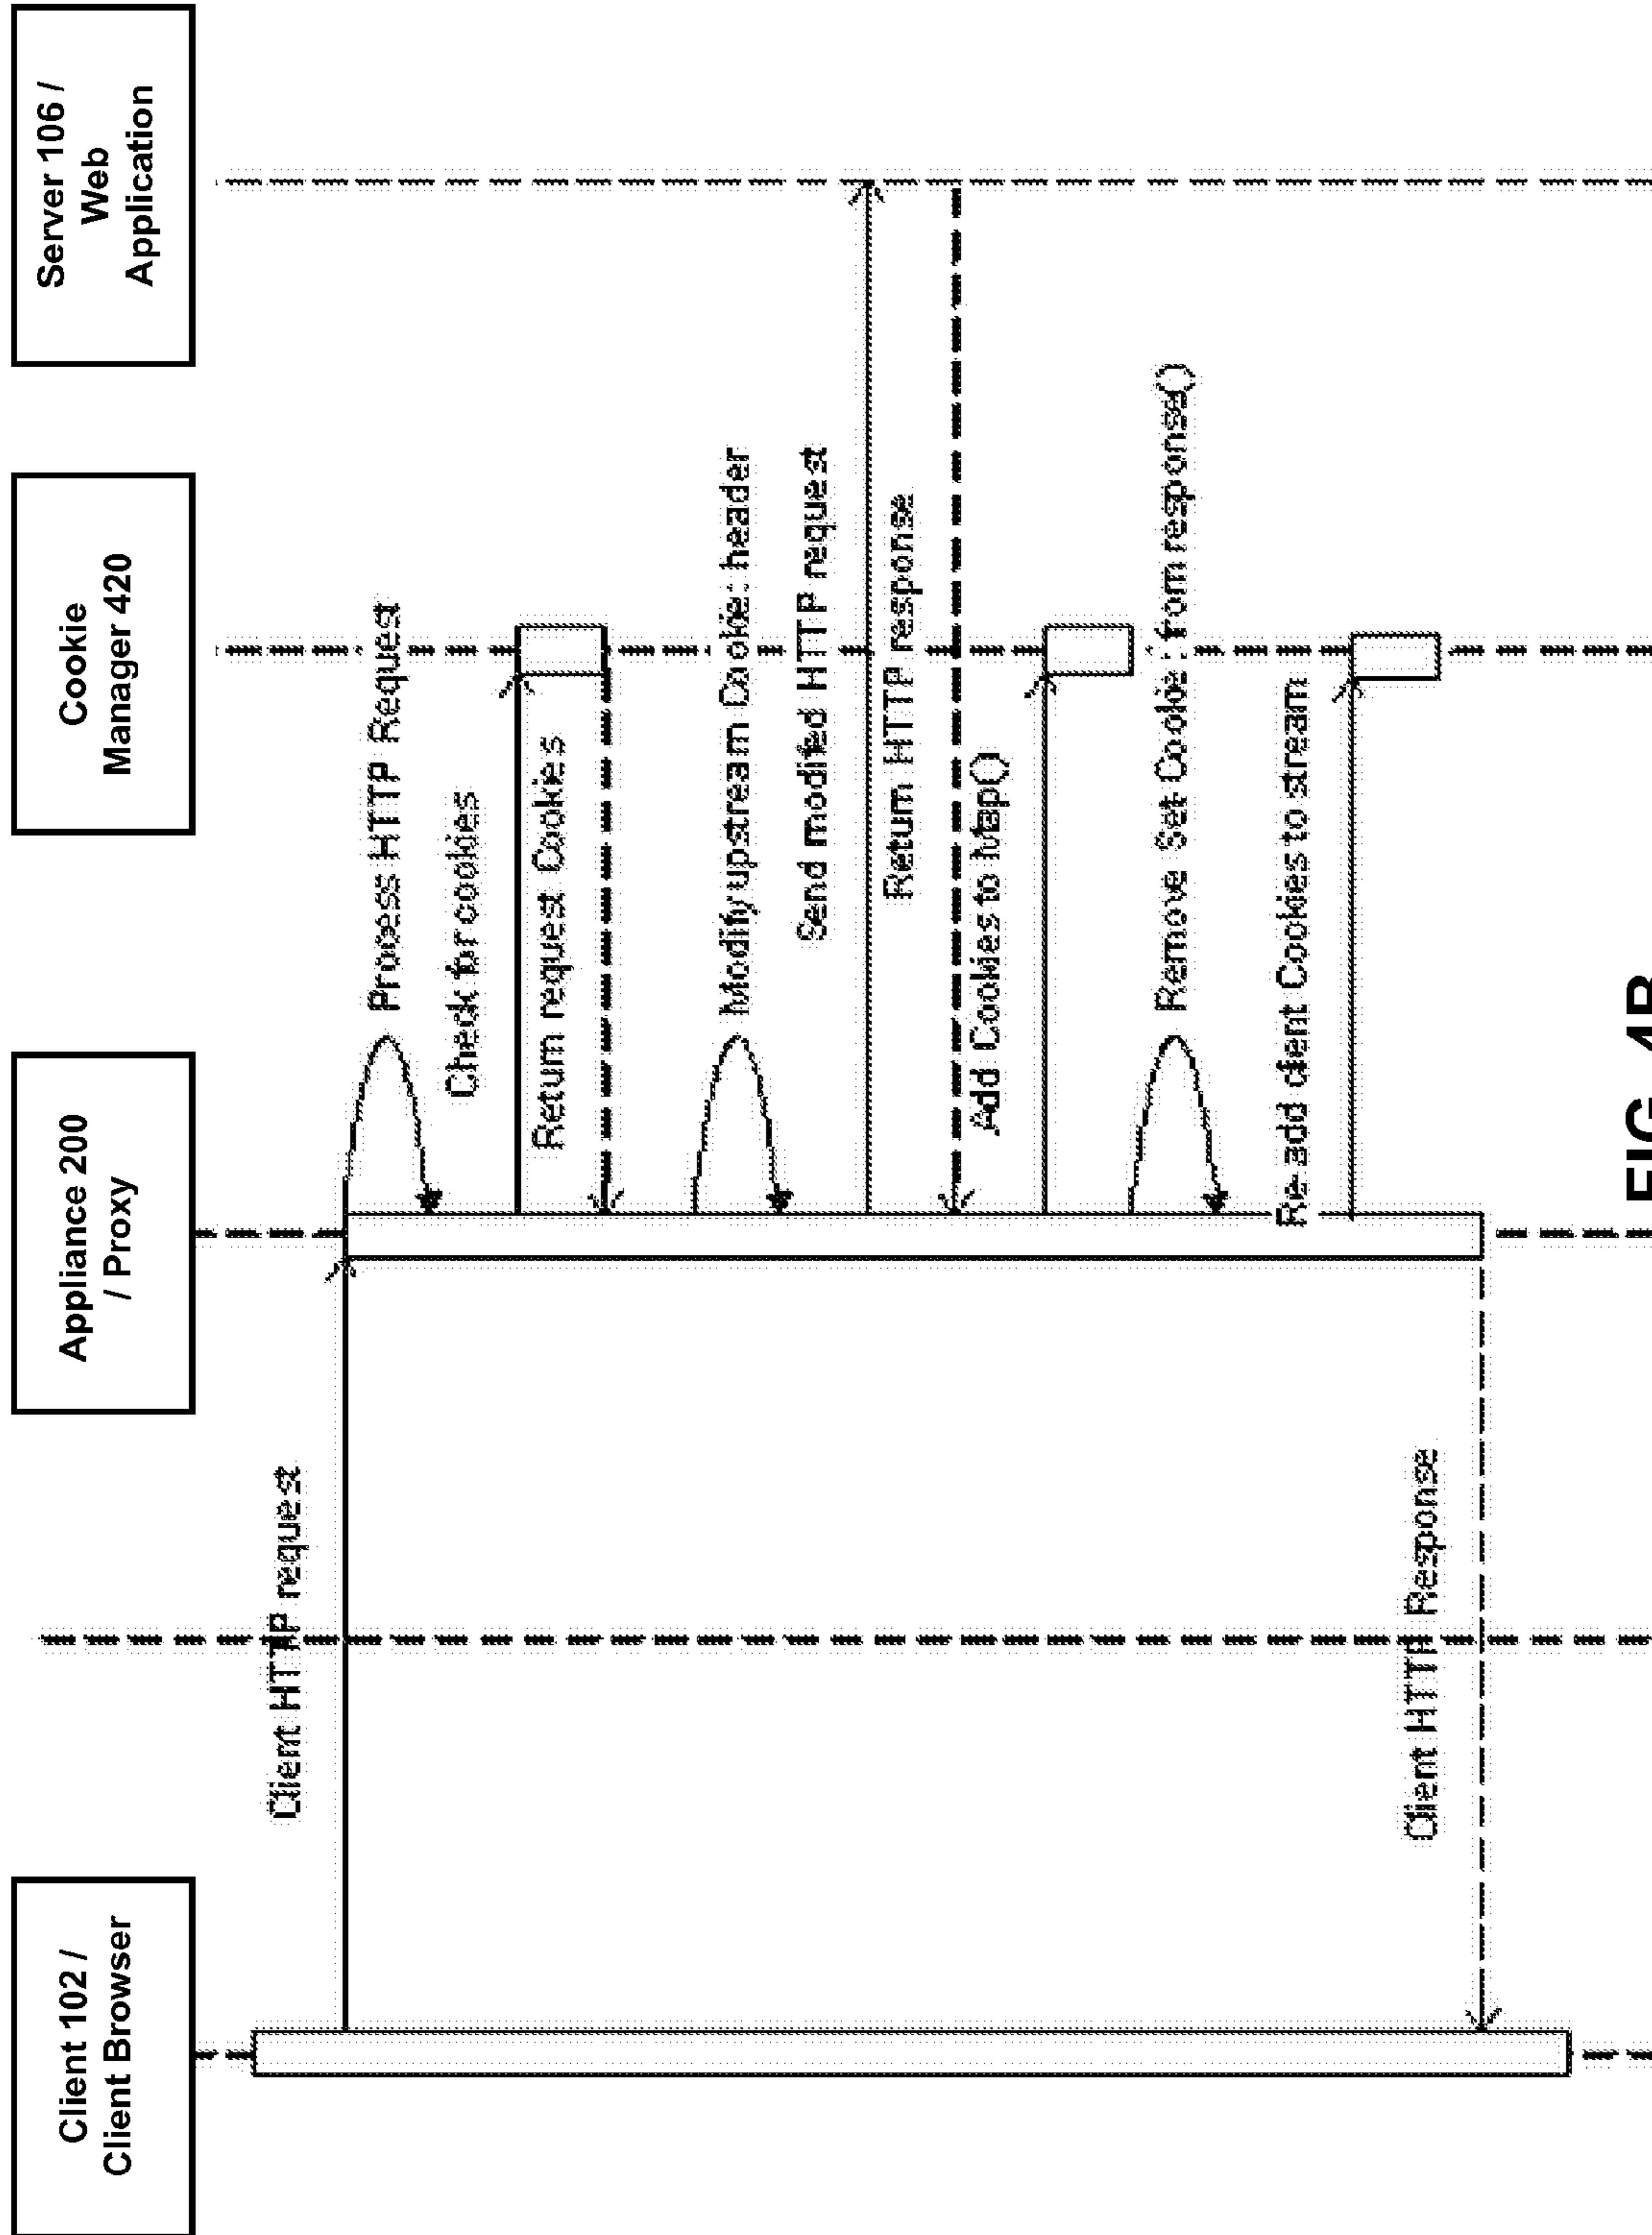 Client 102 /
Client Browser
Appliance 200
/ Proxy
Cookie
Manager 420
Server 106 /
Web
Application
Client HTTP request
Process HTTP Request
Check for cookies
Return request Cookies
Modify upstream Cookie: header
Send modified HTTP request
Return HTTP response
Add Cookies to Map()
Remove Set-Cookie: from response()
Re-add client Cookies to stream
Client HTTP Response
FIG. 4B